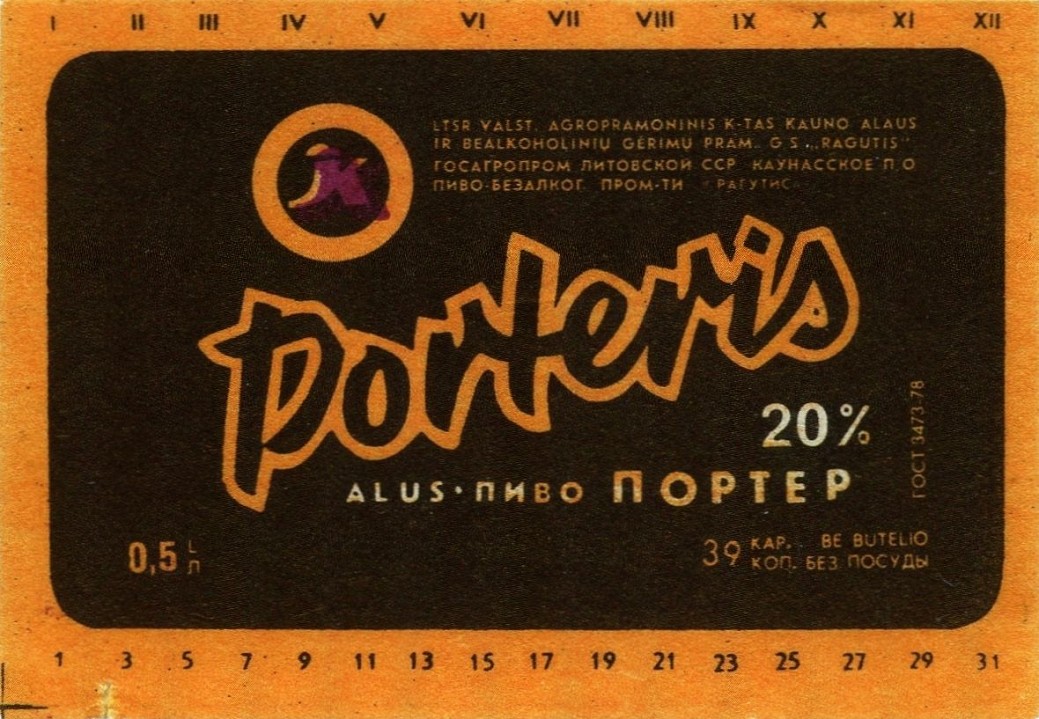 I II III IV V VI VII VIII IX X XI XII
LTSR VALST. AGROPRAMONINIS K-TAS KAUNO ALAUS
IR BEALKOHOLINIŲ GĖRIMŲ PRAM. G.S. „RAGUTIS"
ГОСАГРОПРОМ ЛИТОВСКОЙ ССР КАУНАССКОЕ П.О
ПИВО-БЕЗАЛКОГ. ПРОМ-ТИ «РАГУТИС»
Porteris
20%
ГОСТ 3473-78
ALUS·ПИВО ПОРТЕР
0,5 L
Л
39 KAP. BE BUTELIO
КОП. БЕЗ ПОСУДЫ
1 3 5 7 9 11 13 15 17 19 21 23 25 27 29 31